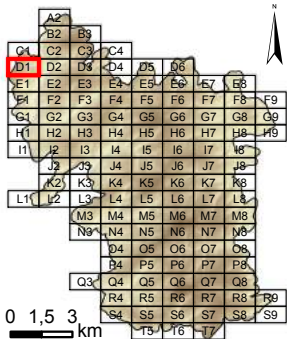 A2
N
B2 B3
C1 C2 C3 C4
D1 D2 D3 D4 D5 D6
E1 E2 E3 E4 E5 E6 E7 E8
F1 F2 F3 F4 F5 F6 F7 F8 F9
G1 G2 G3 G4 G5 G6 G7 G8 G9
H1 H2 H3 H4 H5 H6 H7 H8 H9
I1 I2 I3 I4 I5 I6 I7 I8
J2 J3 J4 J5 J6 J7 J8
K2 K3 K4 K5 K6 K7 K8
L1 L2 L3 L4 L5 L6 L7 L8
M3 M4 M5 M6 M7 M8
N3 N4 N5 N6 N7 N8
O4 O5 O6 O7 O8
P4 P5 P6 P7 P8
Q3 Q4 Q5 Q6 Q7 Q8
R4 R5 R6 R7 R8 R9
S4 S5 S6 S7 S8 S9
T5 T6 T7
0 1,5 3
km